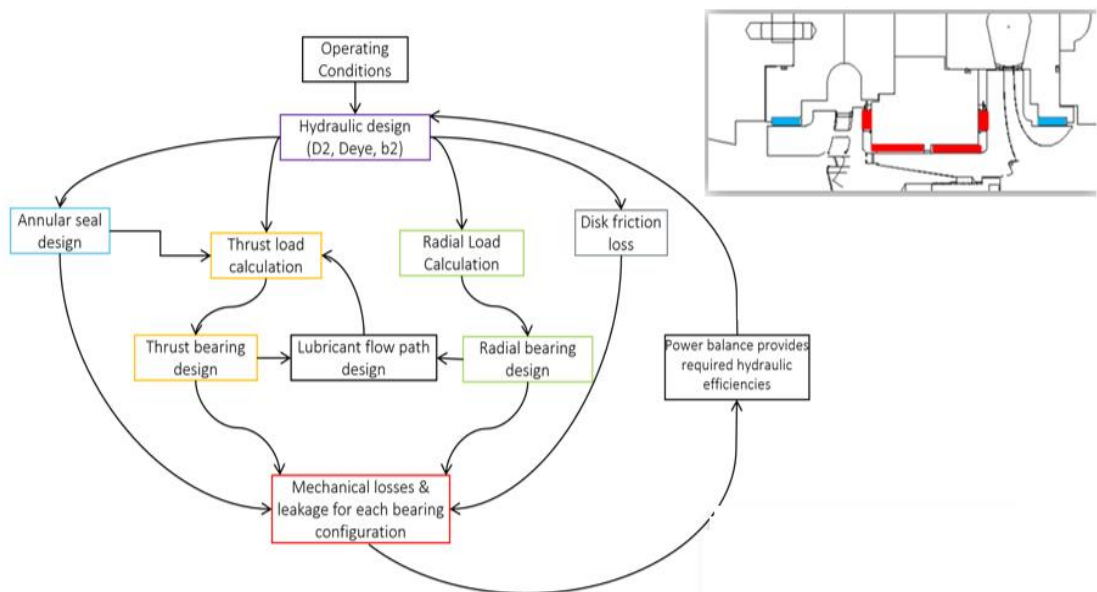 Operating
Conditions
Hydraulic design
(D2, Deye, b2)
Annular seal
design
Thrust load
calculation
Radial Load
Calculation
Disk friction
loss
Thrust bearing
design
Lubricant flow path
design
Radial bearing
design
Power balance provides
required hydraulic
efficiencies
Mechanical losses &
leakage for each bearing
configuration